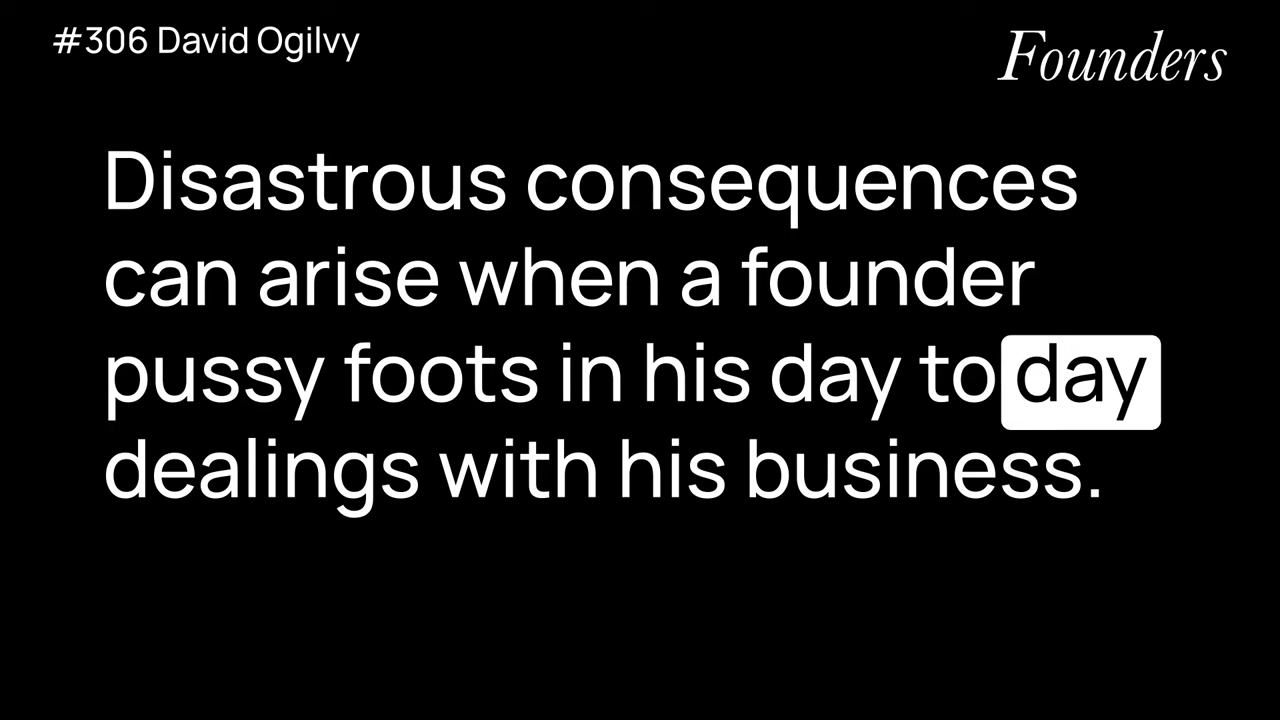 #306 David Ogilvy
Founders
Disastrous consequences
can arise when a founder
pussy foots in his day to day
dealings with his business.